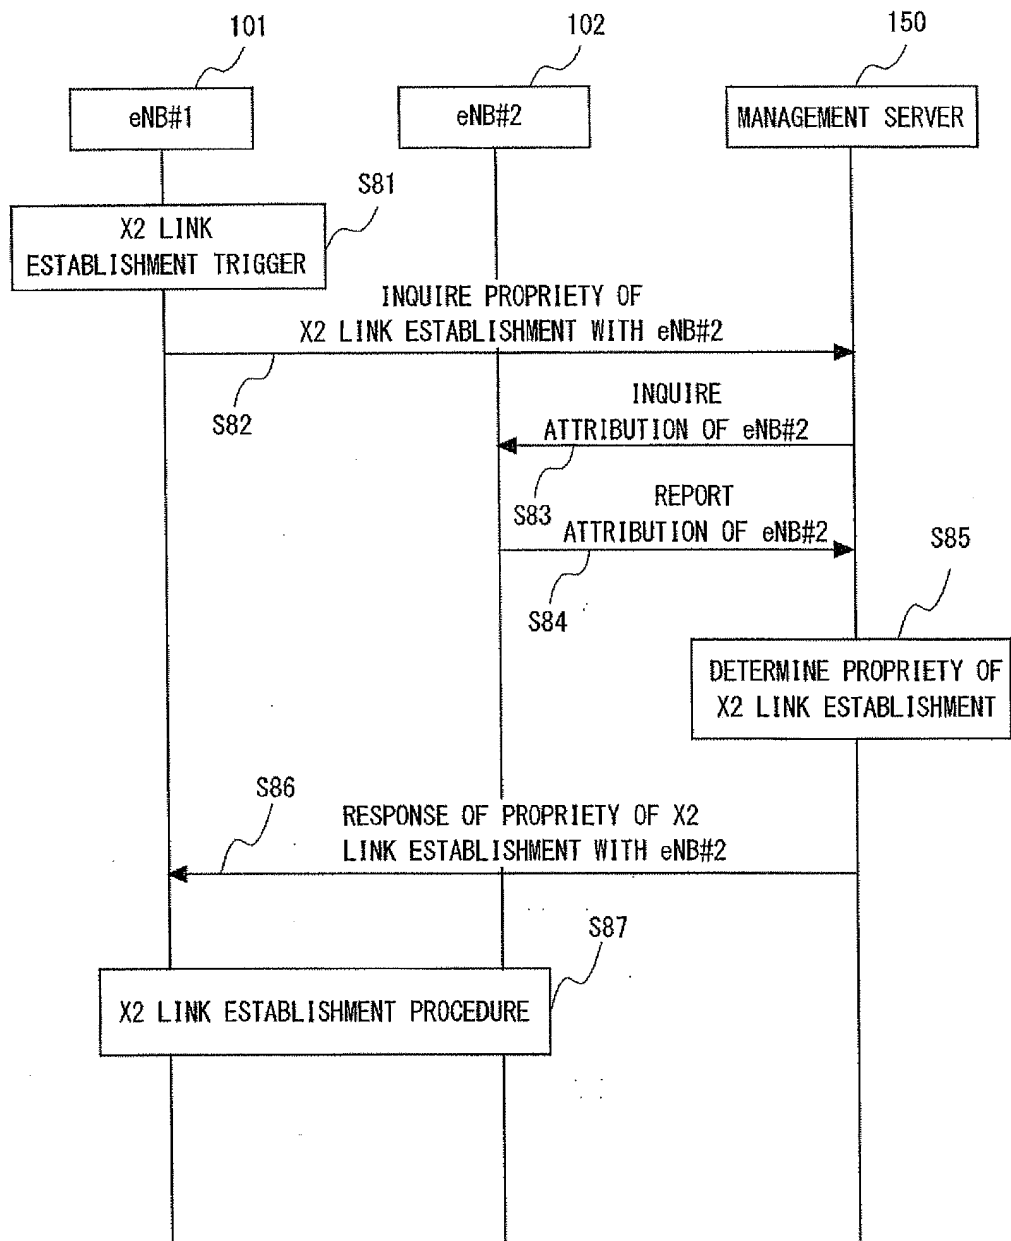 101
102
150
eNB#1
eNB#2
MANAGEMENT SERVER
S81
X2 LINK
ESTABLISHMENT TRIGGER
INQUIRE PROPRIETY OF
X2 LINK ESTABLISHMENT WITH eNB#2
S82
INQUIRE
ATTRIBUTION OF eNB#2
S83
REPORT
ATTRIBUTION OF eNB#2
S84
S85
DETERMINE PROPRIETY OF
X2 LINK ESTABLISHMENT
S86
RESPONSE OF PROPRIETY OF X2
LINK ESTABLISHMENT WITH eNB#2
S87
X2 LINK ESTABLISHMENT PROCEDURE